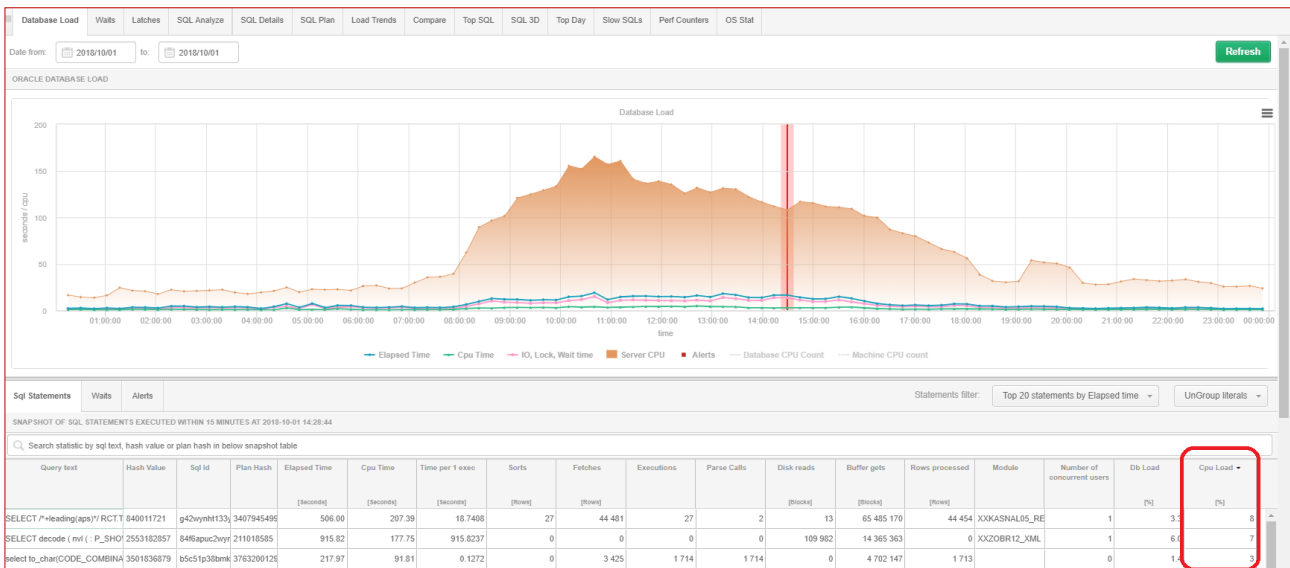 Database Load Waits Latches SQL Analyze SQL Details SQL Plan Load Trends Compare Top SQL SQL 3D Top Day Slow SQLs Perf Counters OS Stat
Date from: 2018/10/01 to: 2018/10/01 Refresh
ORACLE DATABASE LOAD
Database Load
200
150
100
50
0
seconds / cpu
01:00:00 02:00:00 03:00:00 04:00:00 05:00:00 06:00:00 07:00:00 08:00:00 09:00:00 10:00:00 11:00:00 12:00:00 13:00:00 14:00:00 15:00:00 16:00:00 17:00:00 18:00:00 19:00:00 20:00:00 21:00:00 22:00:00 23:00:00 00:00:00
time
Elapsed Time Cpu Time IO, Lock, Wait time Server CPU Alerts Database CPU Count Machine CPU count
Sql Statements Waits Alerts Statements filter: Top 20 statements by Elapsed time UnGroup literals
SNAPSHOT OF SQL STATEMENTS EXECUTED WITHIN 15 MINUTES AT 2018-10-01 14:28:44
Search statistic by sql text, hash value or plan hash in below snapshot table
Query text Hash Value Sql Id Plan Hash Elapsed Time Cpu Time Time per 1 exec Sorts Fetches Executions Parse Calls Disk reads Buffer gets Rows processed Module Number of concurrent users Db Load Cpu Load
[Seconds] [Seconds] [Seconds] [Rows] [Rows] [Blocks] [Blocks] [Rows] [%] [%]
SELECT /*+leading(aps)*/ RCT.T 840011721 g42wynht133y 3407945499 506.00 207.39 18.7408 27 44 481 27 2 13 65 485 170 44 454 XXKASNAL05_RE 1 3.3 8
SELECT decode ( nvl ( : P_SHO 2553182857 84f6apuc2wyr 211018585 915.82 177.75 915.8237 0 0 0 0 109 982 14 365 363 0 XXZOBR12_XML 1 6.0 7
select to_char(CODE_COMBINA 3501836879 b5c51p38bmk 3763200129 217.97 91.81 0.1272 0 3 425 1 714 1 714 0 4 702 147 1 713 0 1.4 3